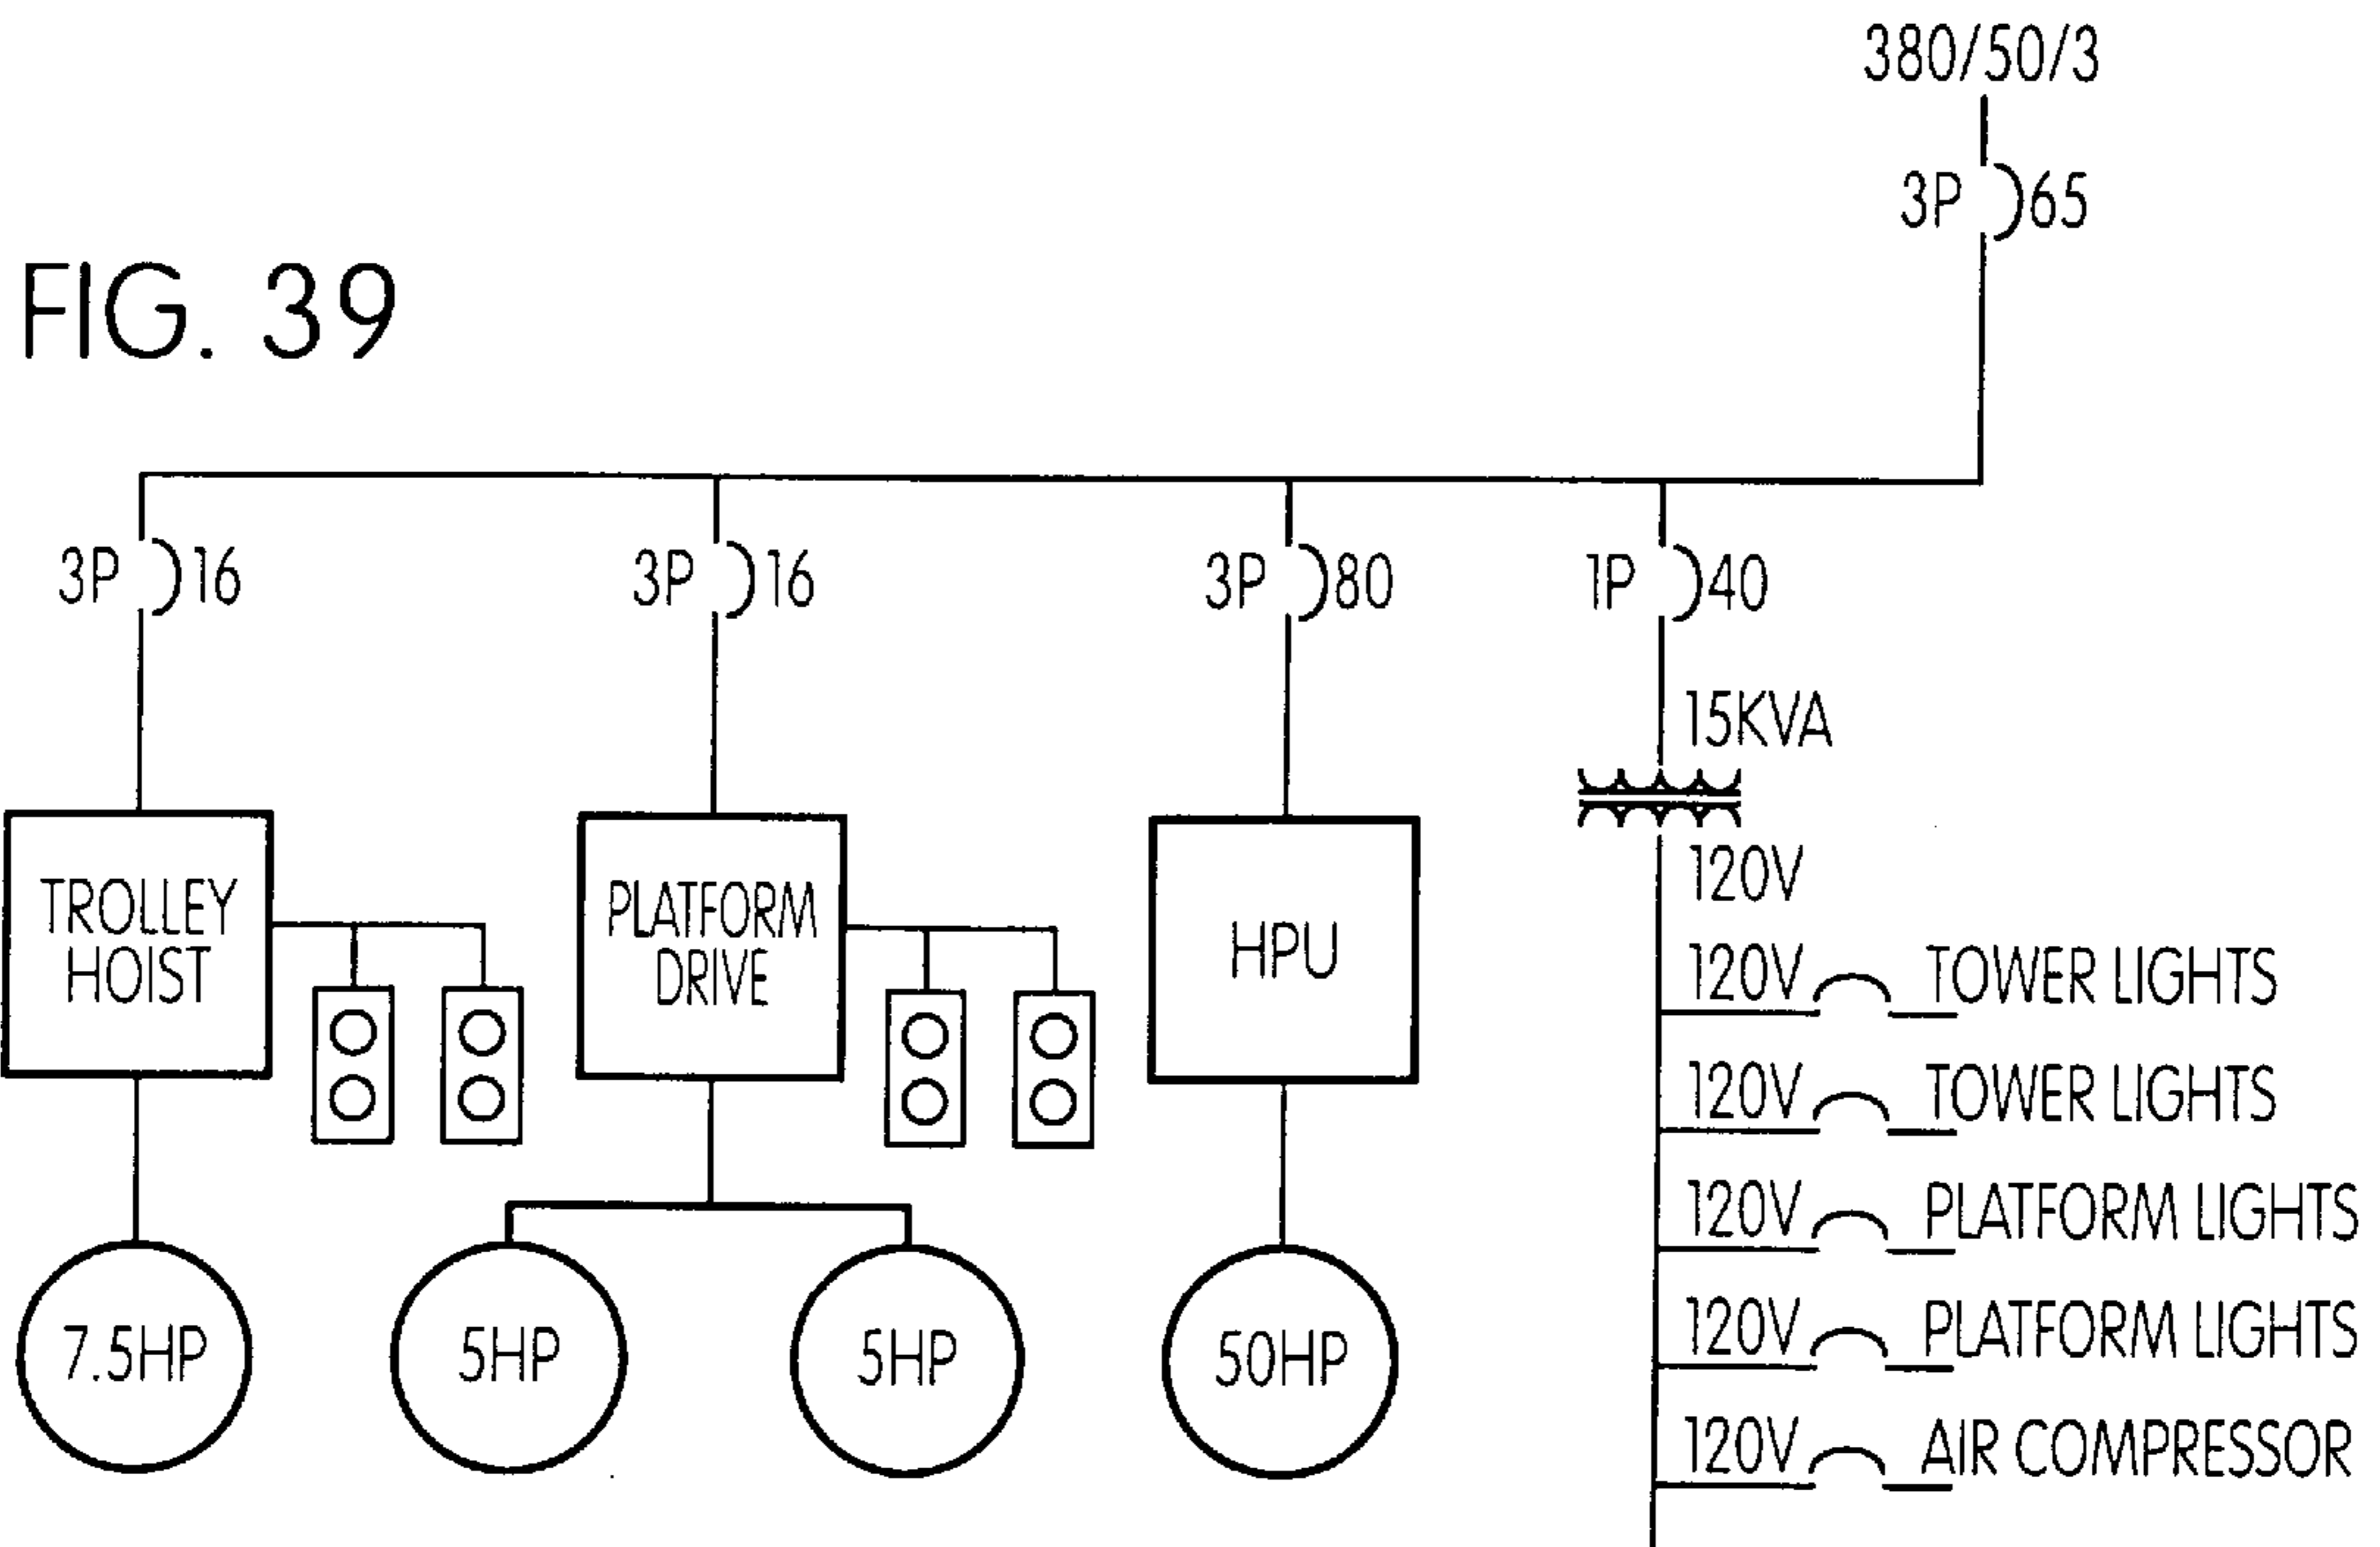 380/50/3
3P 65
FIG. 39
3P 16
3P 16
3P 80
1P 40
15KVA
TROLLEY
HOIST
PLATFORM
DRIVE
HPU
120V
120V TOWER LIGHTS
120V TOWER LIGHTS
120V PLATFORM LIGHTS
120V PLATFORM LIGHTS
120V AIR COMPRESSOR
7.5HP
5HP
5HP
50HP